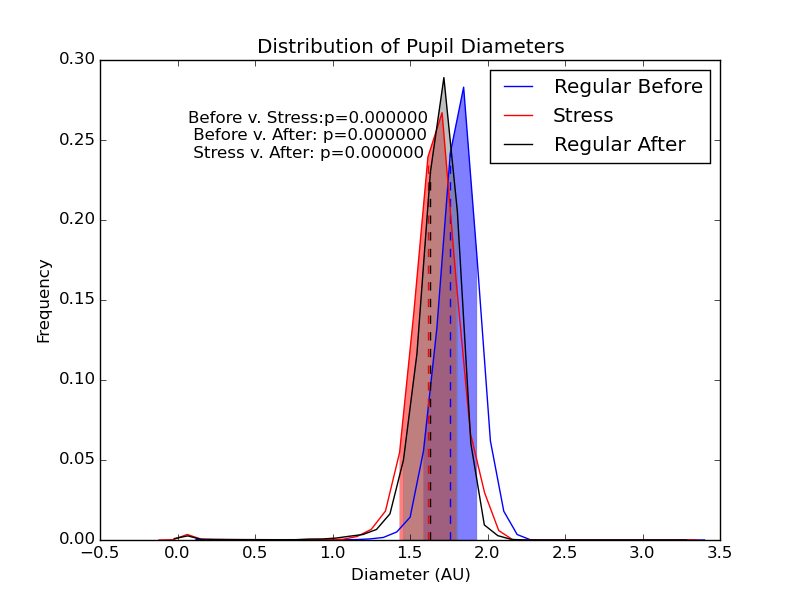 Distribution of Pupil Diameters
0.30
0.25
0.20
0.15
0.10
0.05
0.00
Frequency
Before v. Stress:p=0.000000
Before v. After: p=0.000000
Stress v. After: p=0.000000
Regular Before
Stress
Regular After
−0.5 0.0 0.5 1.0 1.5 2.0 2.5 3.0 3.5
Diameter (AU)